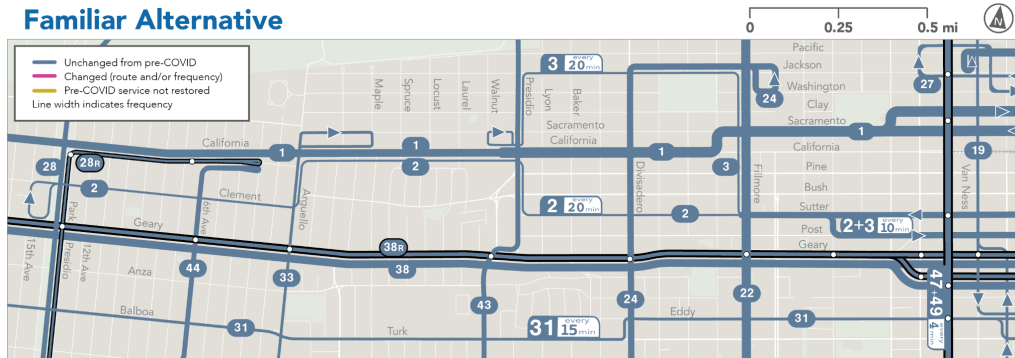 Familiar Alternative
0 0.25 0.5 mi
N
Unchanged from pre-COVID
Changed (route and/or frequency)
Pre-COVID service not restored
Line width indicates frequency
Pacific
Jackson
Washington
Clay
Sacramento
California
Pine
Bush
Sutter
Post
Geary
3 every 20 min
24
27
Maple
Spruce
Locust
Laurel
Walnut
Presidio
Lyon
Baker
Sacramento
California
California
1
1
2
1
1
3
19
28
28R
2
Clement
Arguello
6th Ave
Park
Presidio
12th Ave
15th Ave
Divisadero
Fillmore
Van Ness
2 every 20 min
2
2+3 every 10 min
Geary
38R
38
44
33
43
24
22
47+49 every 4 min
Anza
Balboa
31
Turk
31 every 15 min
Eddy
31